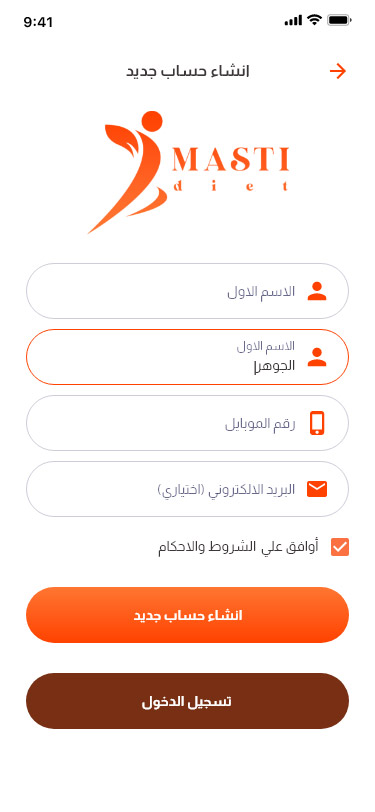 9:41
انشاء حساب جديد
MASTI
diet
الاسم الاول
الاسم الاول
الجوهرا
رقم الموبايل
البريد الالكتروني (اختياري)
أوافق علي الشروط والاحكام
انشاء حساب جديد
تسجيل الدخول